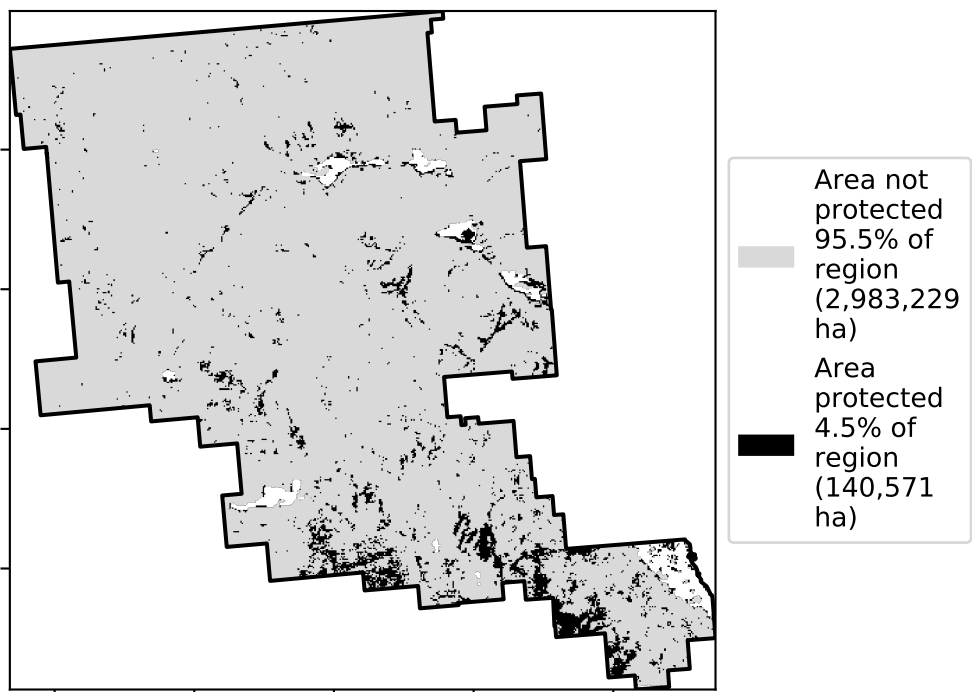 Area not
protected
95.5% of
region
(2,983,229
ha)
Area
protected
4.5% of
region
(140,571
ha)